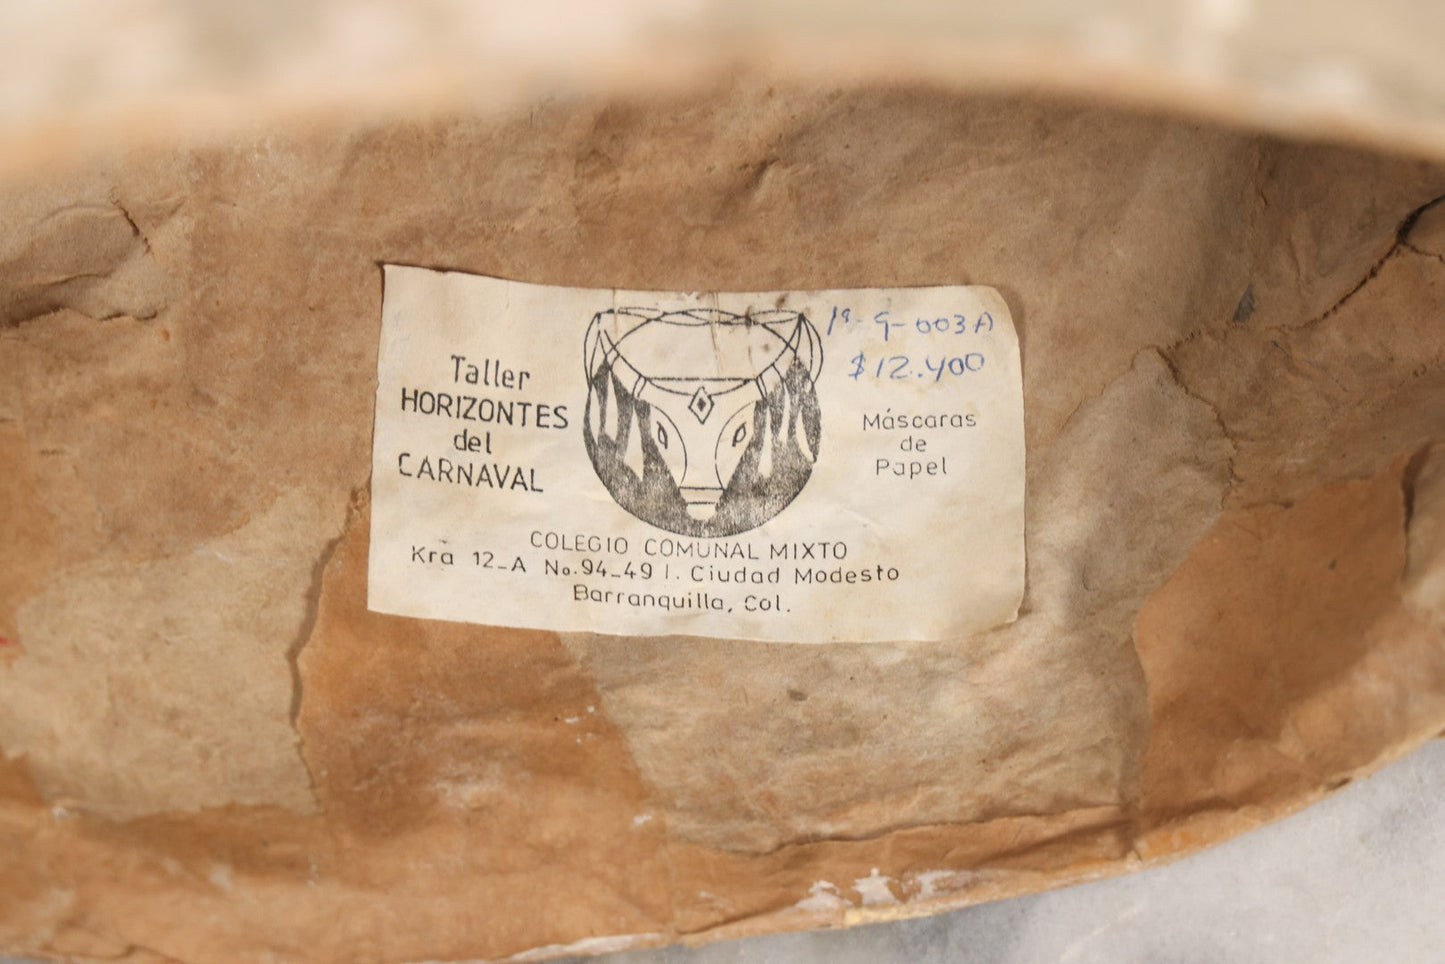 Taller
HORIZONTES
del
CARNAVAL
19-9-003A
$12.400
Máscaras
de
Papel
COLEGIO COMUNAL MIXTO
Kra 12-A No.94-49 I. Ciudad Modesto
Barranquilla, Col.